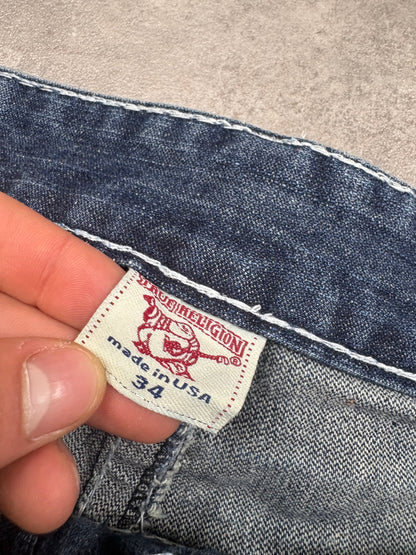 TRUE RELIGION
®
made in USA
34